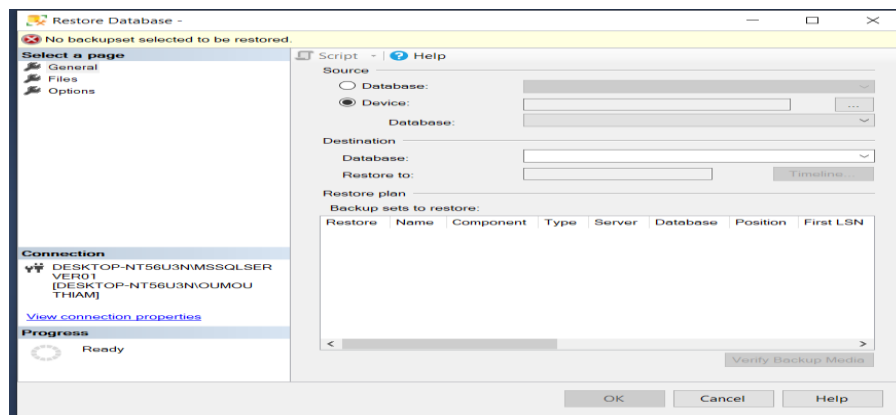 Restore Database -
No backupset selected to be restored.
Select a page
General
Files
Options
Script
Help
Source
Database:
Device:
...
Database:
Destination
Database:
Restore to:
Timeline...
Restore plan
Backup sets to restore:
Restore Name Component Type Server Database Position First LSN
Connection
DESKTOP-NT56U3N\MSSQLSER
VER01
[DESKTOP-NT56U3N\OUMOU
THIAM]
View connection properties
Progress
Ready
Verify Backup Media
OK Cancel Help